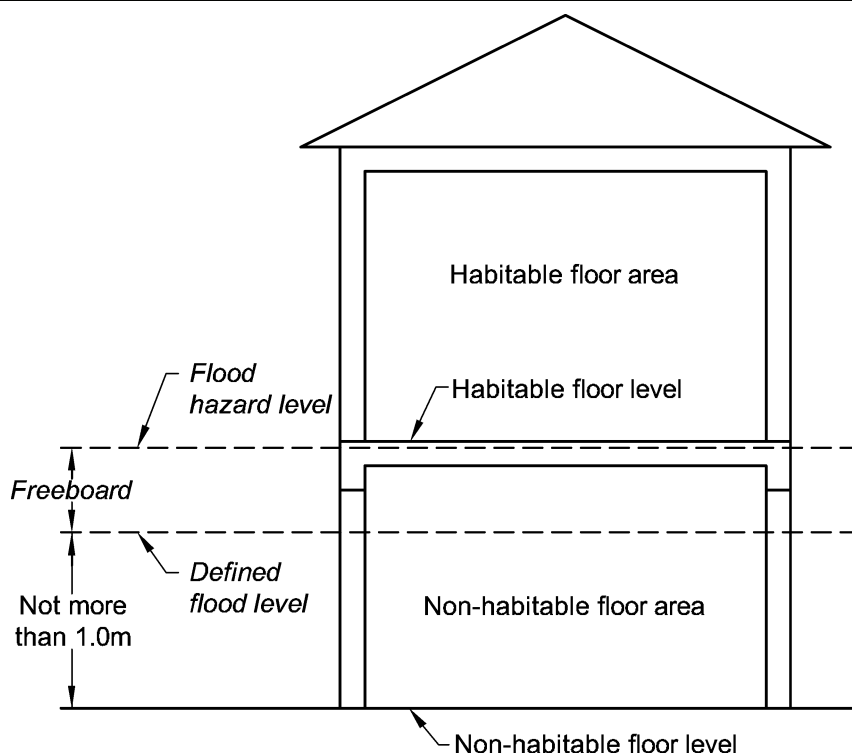 Habitable floor area
Flood
hazard level
Habitable floor level
Freeboard
Defined
flood level
Not more
than 1.0m
Non-habitable floor area
Non-habitable floor level